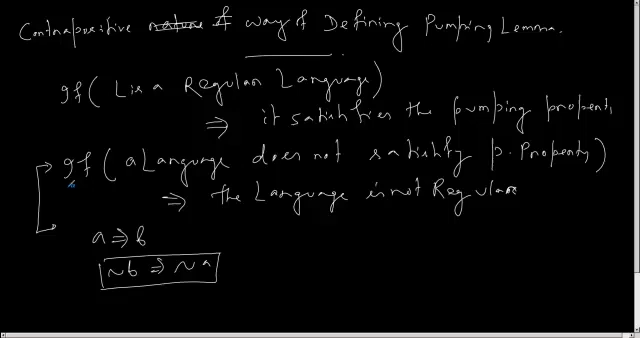 Contrapositive nature of way of Defining Pumping Lemma.
If ( L is a Regular Language)
⇒ it satisfies the pumping propert
If ( a Language does not satisfy p. Property)
⇒ the Language is not Regular
a ⇒ b
~b ⇒ ~a